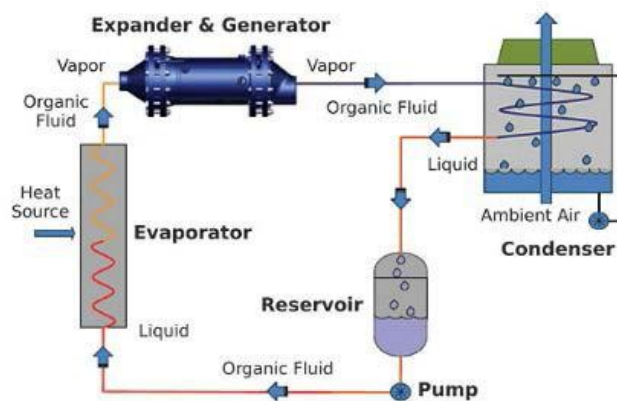 Expander & Generator
Vapor
Vapor
Organic
Fluid
Organic Fluid
Liquid
Heat
Source
Evaporator
Ambient Air
Condenser
Reservoir
Liquid
Organic Fluid
Pump